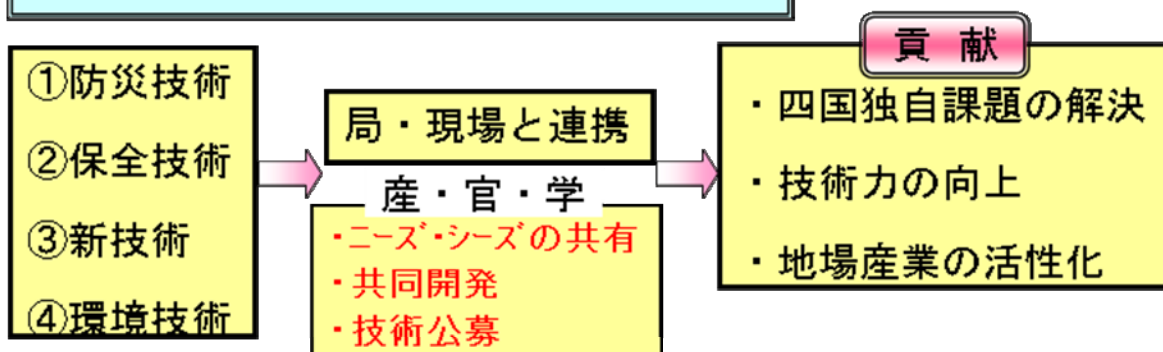 ①防災技術
②保全技術
③新技術
④環境技術
局・現場と連携
産・官・学
・ニーズ・シーズの共有
・共同開発
・技術公募
貢献
・四国独自課題の解決
・技術力の向上
・地場産業の活性化